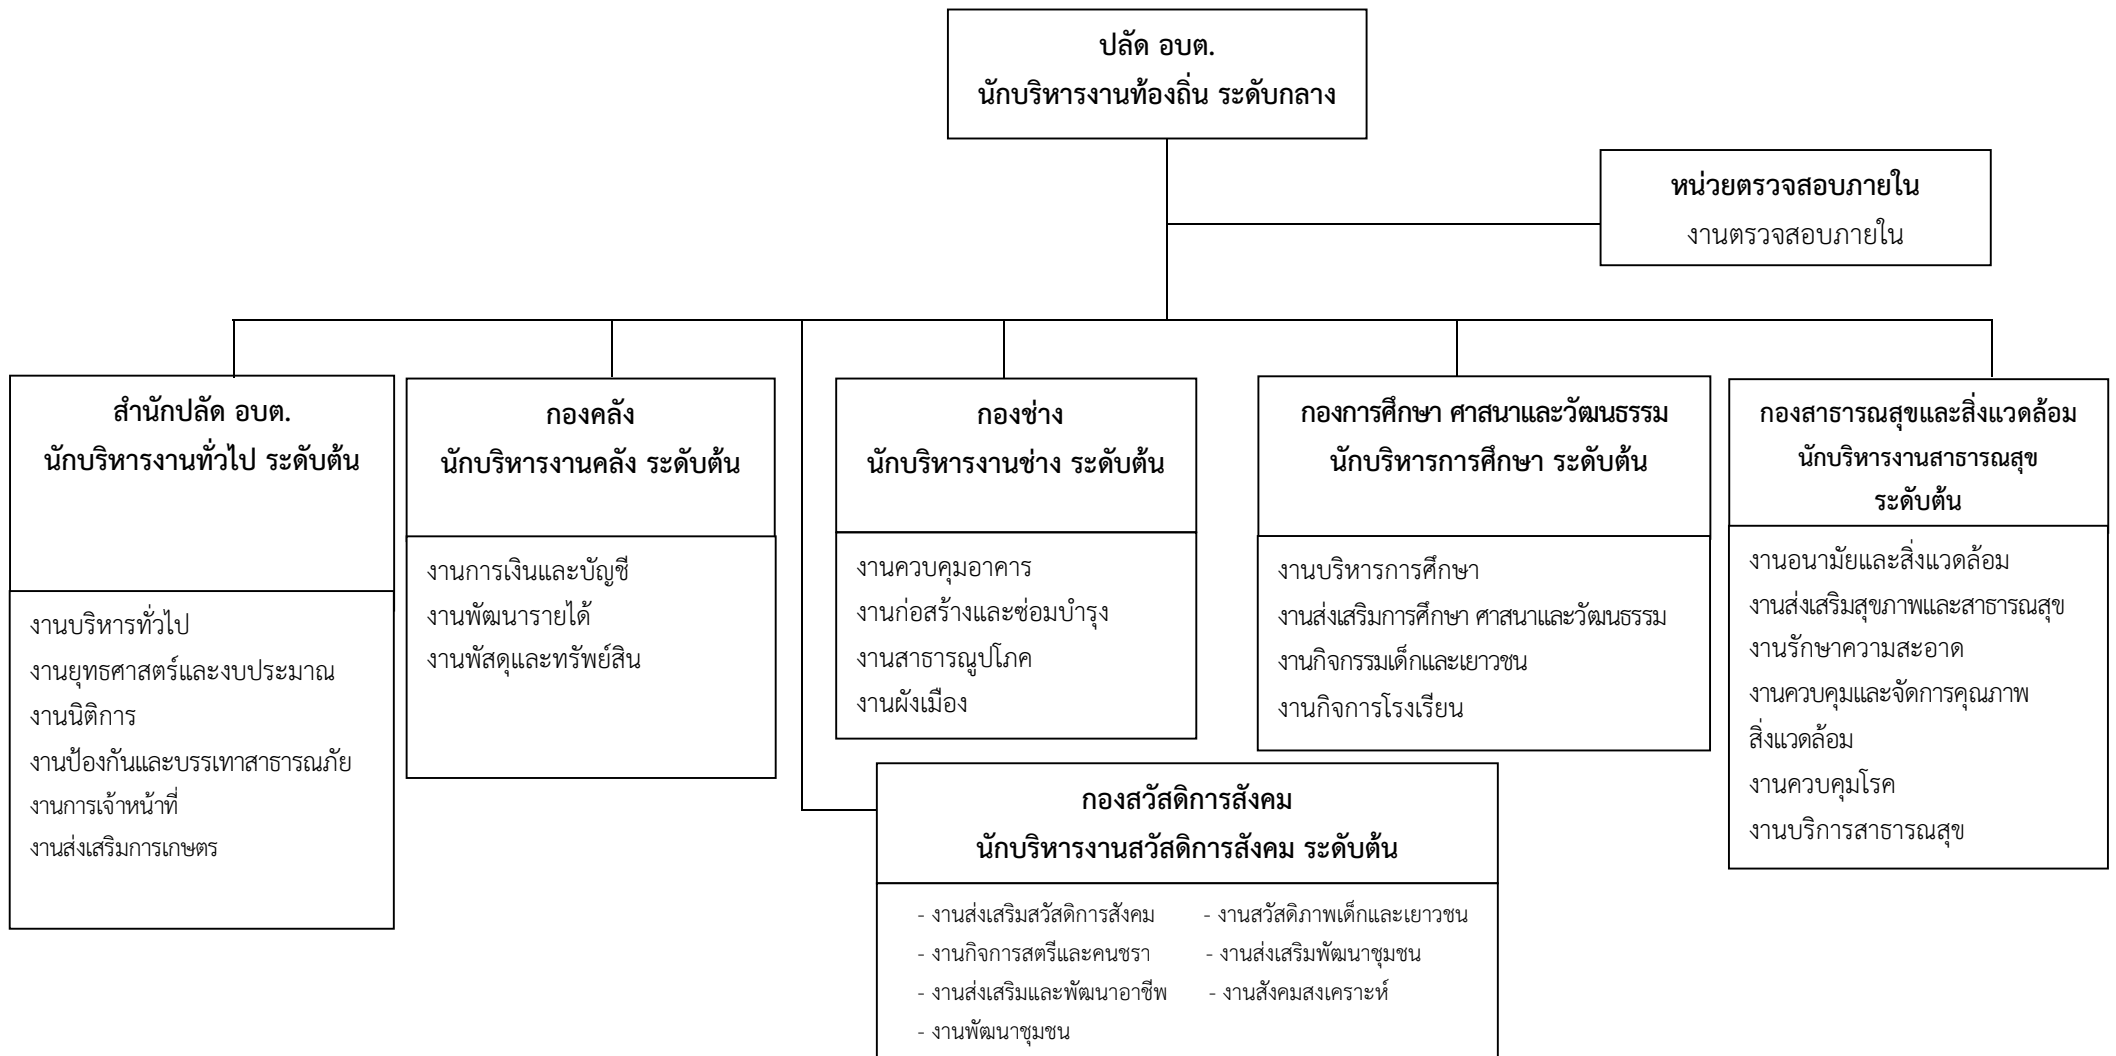 ปลัด อบต.
นักบริหารงานท้องถิ่น ระดับกลาง
หน่วยตรวจสอบภายใน
งานตรวจสอบภายใน
สำนักปลัด อบต.
นักบริหารงานทั่วไป ระดับต้น
งานบริหารทั่วไป
งานยุทธศาสตร์และงบประมาณ
งานนิติการ
งานป้องกันและบรรเทาสาธารณภัย
งานการเจ้าหน้าที่
งานส่งเสริมการเกษตร
กองคลัง
นักบริหารงานคลัง ระดับต้น
งานการเงินและบัญชี
งานพัฒนารายได้
งานพัสดุและทรัพย์สิน
กองช่าง
นักบริหารงานช่าง ระดับต้น
งานควบคุมอาคาร
งานก่อสร้างและซ่อมบำรุง
งานสาธารณูปโภค
งานผังเมือง
กองการศึกษา ศาสนาและวัฒนธรรม
นักบริหารการศึกษา ระดับต้น
งานบริหารการศึกษา
งานส่งเสริมการศึกษา ศาสนาและวัฒนธรรม
งานกิจกรรมเด็กและเยาวชน
งานกิจการโรงเรียน
กองสาธารณสุขและสิ่งแวดล้อม
นักบริหารงานสาธารณสุข
ระดับต้น
งานอนามัยและสิ่งแวดล้อม
งานส่งเสริมสุขภาพและสาธารณสุข
งานรักษาความสะอาด
งานควบคุมและจัดการคุณภาพ
สิ่งแวดล้อม
งานควบคุมโรค
งานบริการสาธารณสุข
กองสวัสดิการสังคม
นักบริหารงานสวัสดิการสังคม ระดับต้น
- งานส่งเสริมสวัสดิการสังคม - งานสวัสดิภาพเด็กและเยาวชน
- งานกิจการสตรีและคนชรา - งานส่งเสริมพัฒนาชุมชน
- งานส่งเสริมและพัฒนาอาชีพ - งานสังคมสงเคราะห์
- งานพัฒนาชุมชน